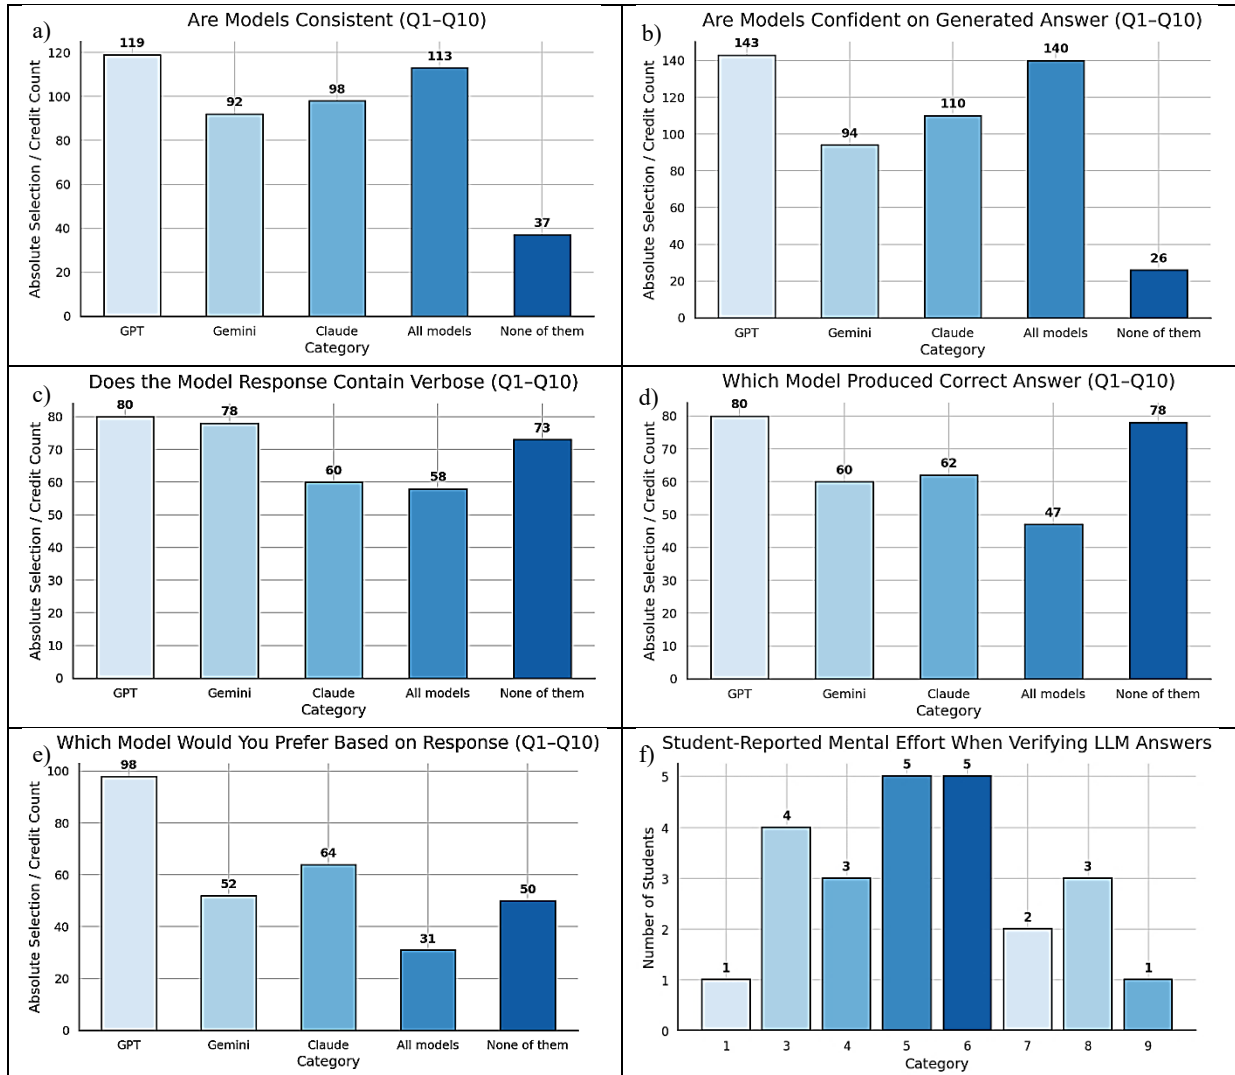 a)
Are Models Consistent (Q1–Q10)
Absolute Selection / Credit Count
120
100
80
60
40
20
0
119
92
98
113
37
GPT
Gemini
Claude
All models
None of them
Category
b)
Are Models Confident on Generated Answer (Q1–Q10)
Absolute Selection / Credit Count
140
120
100
80
60
40
20
0
143
94
110
140
26
GPT
Gemini
Claude
All models
None of them
Category
c)
Does the Model Response Contain Verbose (Q1–Q10)
Absolute Selection / Credit Count
80
70
60
50
40
30
20
10
0
80
78
60
58
73
GPT
Gemini
Claude
All models
None of them
Category
d)
Which Model Produced Correct Answer (Q1–Q10)
Absolute Selection / Credit Count
80
70
60
50
40
30
20
10
0
80
60
62
47
78
GPT
Gemini
Claude
All models
None of them
Category
e)
Which Model Would You Prefer Based on Response (Q1–Q10)
Absolute Selection / Credit Count
100
80
60
40
20
0
98
52
64
31
50
GPT
Gemini
Claude
All models
None of them
Category
f)
Student-Reported Mental Effort When Verifying LLM Answers
Number of Students
5
4
3
2
1
0
1
4
3
5
5
2
3
1
1
3
4
5
6
7
8
9
Category